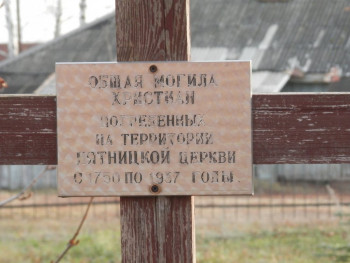 ОБЩАЯ МОГИЛА
ХРИСТИАН
ПОГРЕБЕННЫХ
НА ТЕРРИТОРИИ
ПЯТНИЦКОЙ ЦЕРКВИ
С 1750 ПО 1937 ГОДЫ.